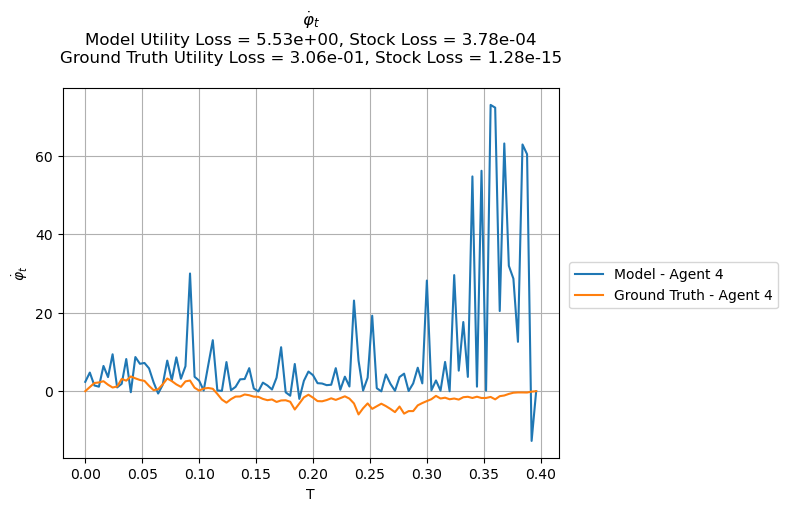 φ̇ₜ
Model Utility Loss = 5.53e+00, Stock Loss = 3.78e-04
Ground Truth Utility Loss = 3.06e-01, Stock Loss = 1.28e-15
φ̇ₜ
60
40
20
0
0.00 0.05 0.10 0.15 0.20 0.25 0.30 0.35 0.40
T
Model - Agent 4
Ground Truth - Agent 4